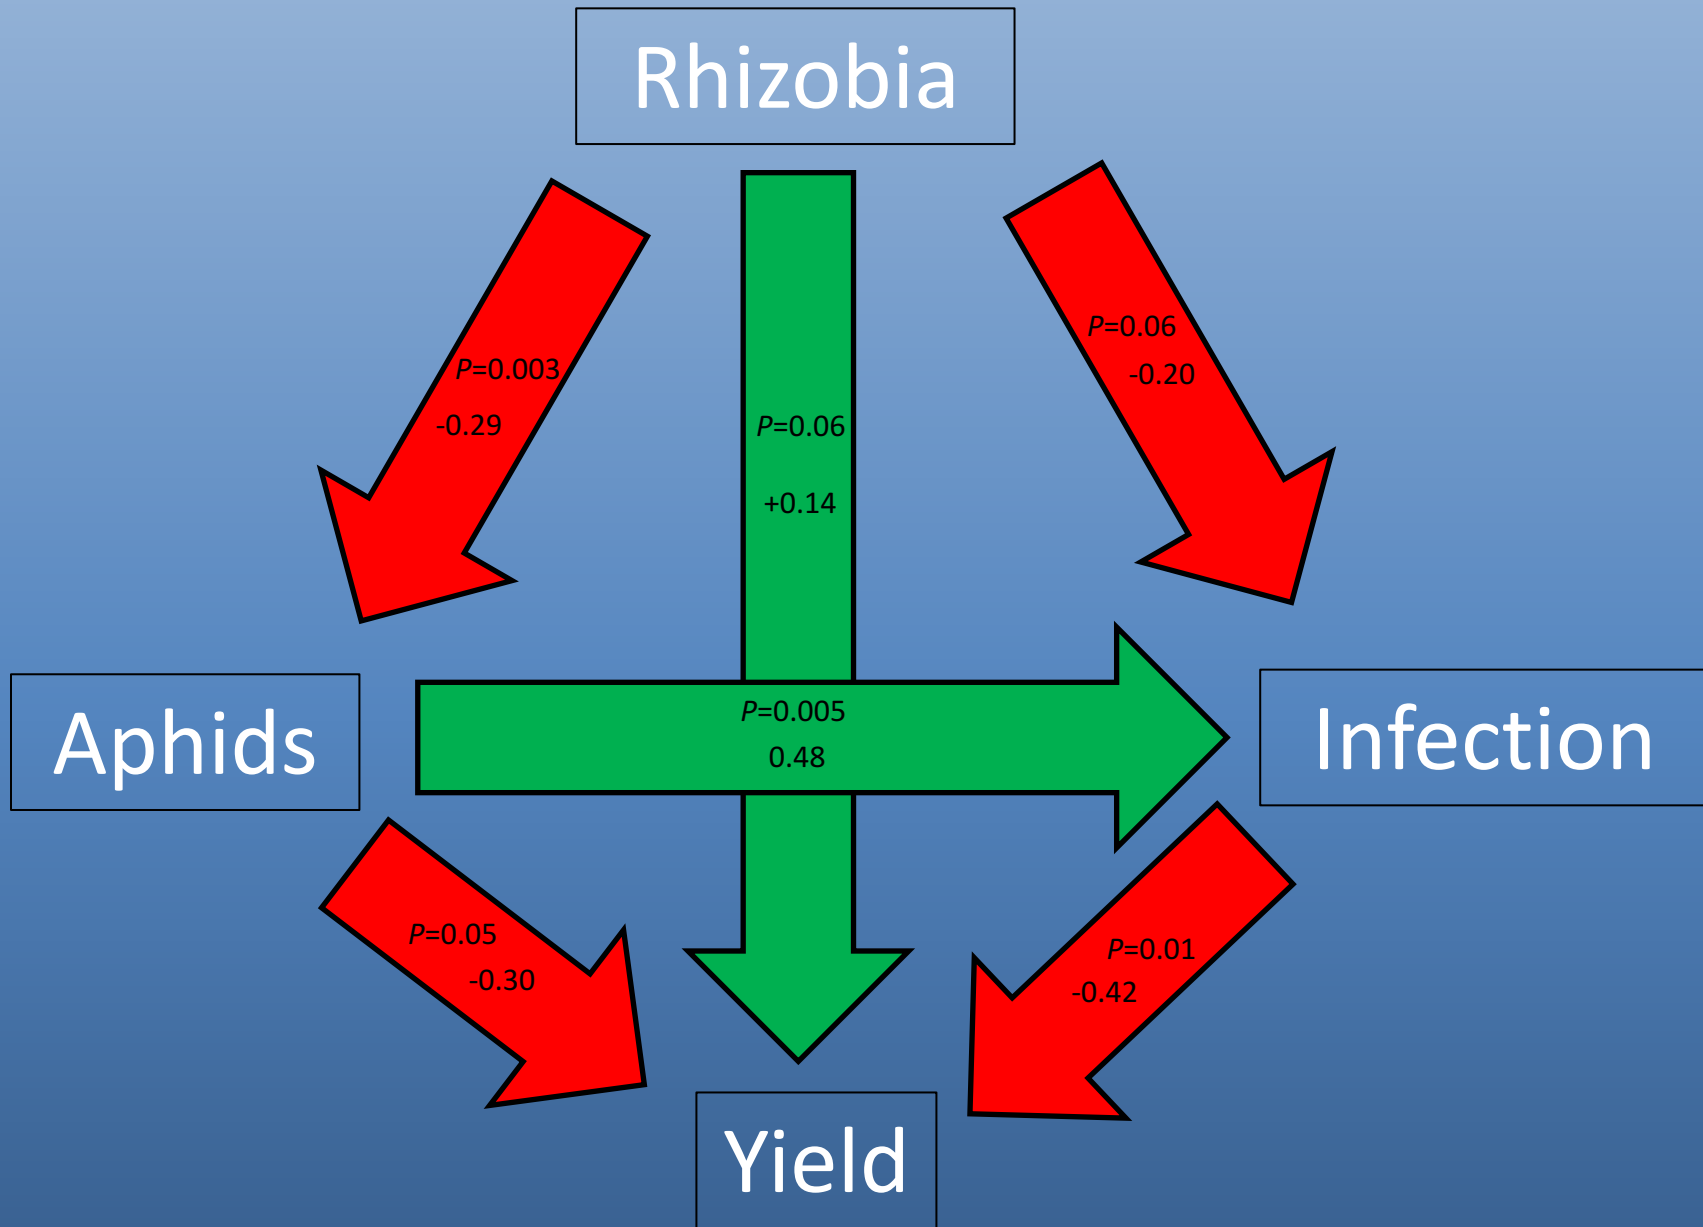 Rhizobia
P=0.003
-0.29
P=0.06
+0.14
P=0.06
-0.20
Aphids
P=0.005
0.48
Infection
P=0.05
-0.30
P=0.01
-0.42
Yield